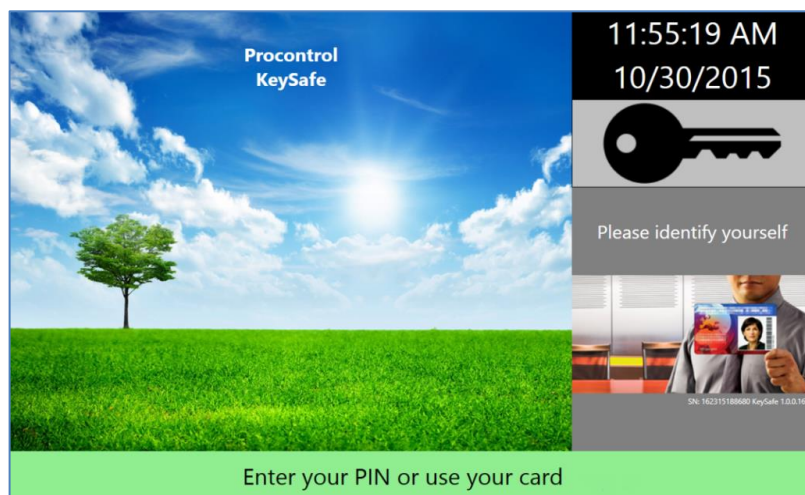 Procontrol
KeySafe
11:55:19 AM
10/30/2015
Please identify yourself
SN: 162315188680 KeySafe 1.0.0.16
Enter your PIN or use your card